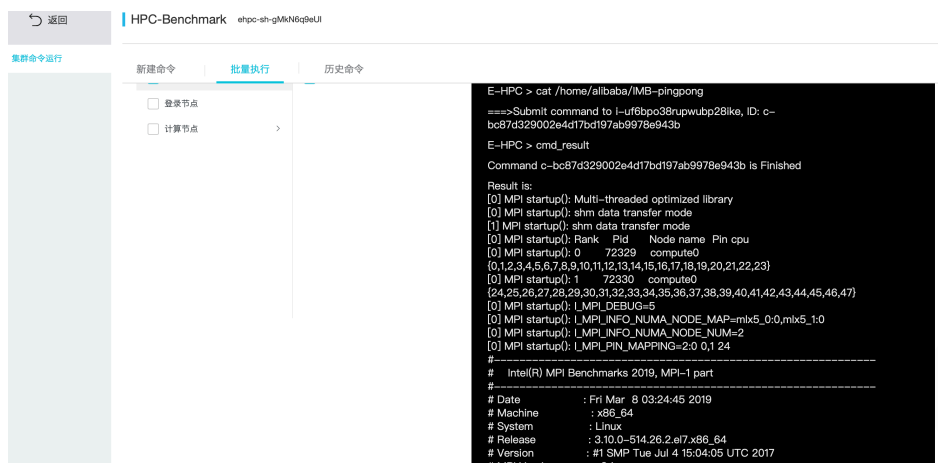 返回
HPC-Benchmark ehpc-sh-gMkN6q9eUI
集群命令运行
新建命令
批量执行
历史命令
登录节点
计算节点
E-HPC > cat /home/alibaba/IMB-pingpong
===>Submit command to i-uf6bpo38rupwubp28ike, ID: c-
bc87d329002e4d17bd197ab9978e943b
E-HPC > cmd_result
Command c-bc87d329002e4d17bd197ab9978e943b is Finished
Result is:
[0] MPI startup(): Multi-threaded optimized library
[0] MPI startup(): shm data transfer mode
[1] MPI startup(): shm data transfer mode
[0] MPI startup(): Rank Pid Node name Pin cpu
[0] MPI startup(): 0 72329 compute0
{0,1,2,3,4,5,6,7,8,9,10,11,12,13,14,15,16,17,18,19,20,21,22,23}
[0] MPI startup(): 1 72330 compute0
{24,25,26,27,28,29,30,31,32,33,34,35,36,37,38,39,40,41,42,43,44,45,46,47}
[0] MPI startup(): I_MPI_DEBUG=5
[0] MPI startup(): I_MPI_INFO_NUMA_NODE_MAP=mlx5_0:0,mlx5_1:0
[0] MPI startup(): I_MPI_INFO_NUMA_NODE_NUM=2
[0] MPI startup(): I_MPI_PIN_MAPPING=2:0 0,1 24
#------------------------------------------------------------
# Intel(R) MPI Benchmarks 2019, MPI-1 part
#------------------------------------------------------------
# Date : Fri Mar 8 03:24:45 2019
# Machine : x86_64
# System : Linux
# Release : 3.10.0-514.26.2.el7.x86_64
# Version : #1 SMP Tue Jul 4 15:04:05 UTC 2017